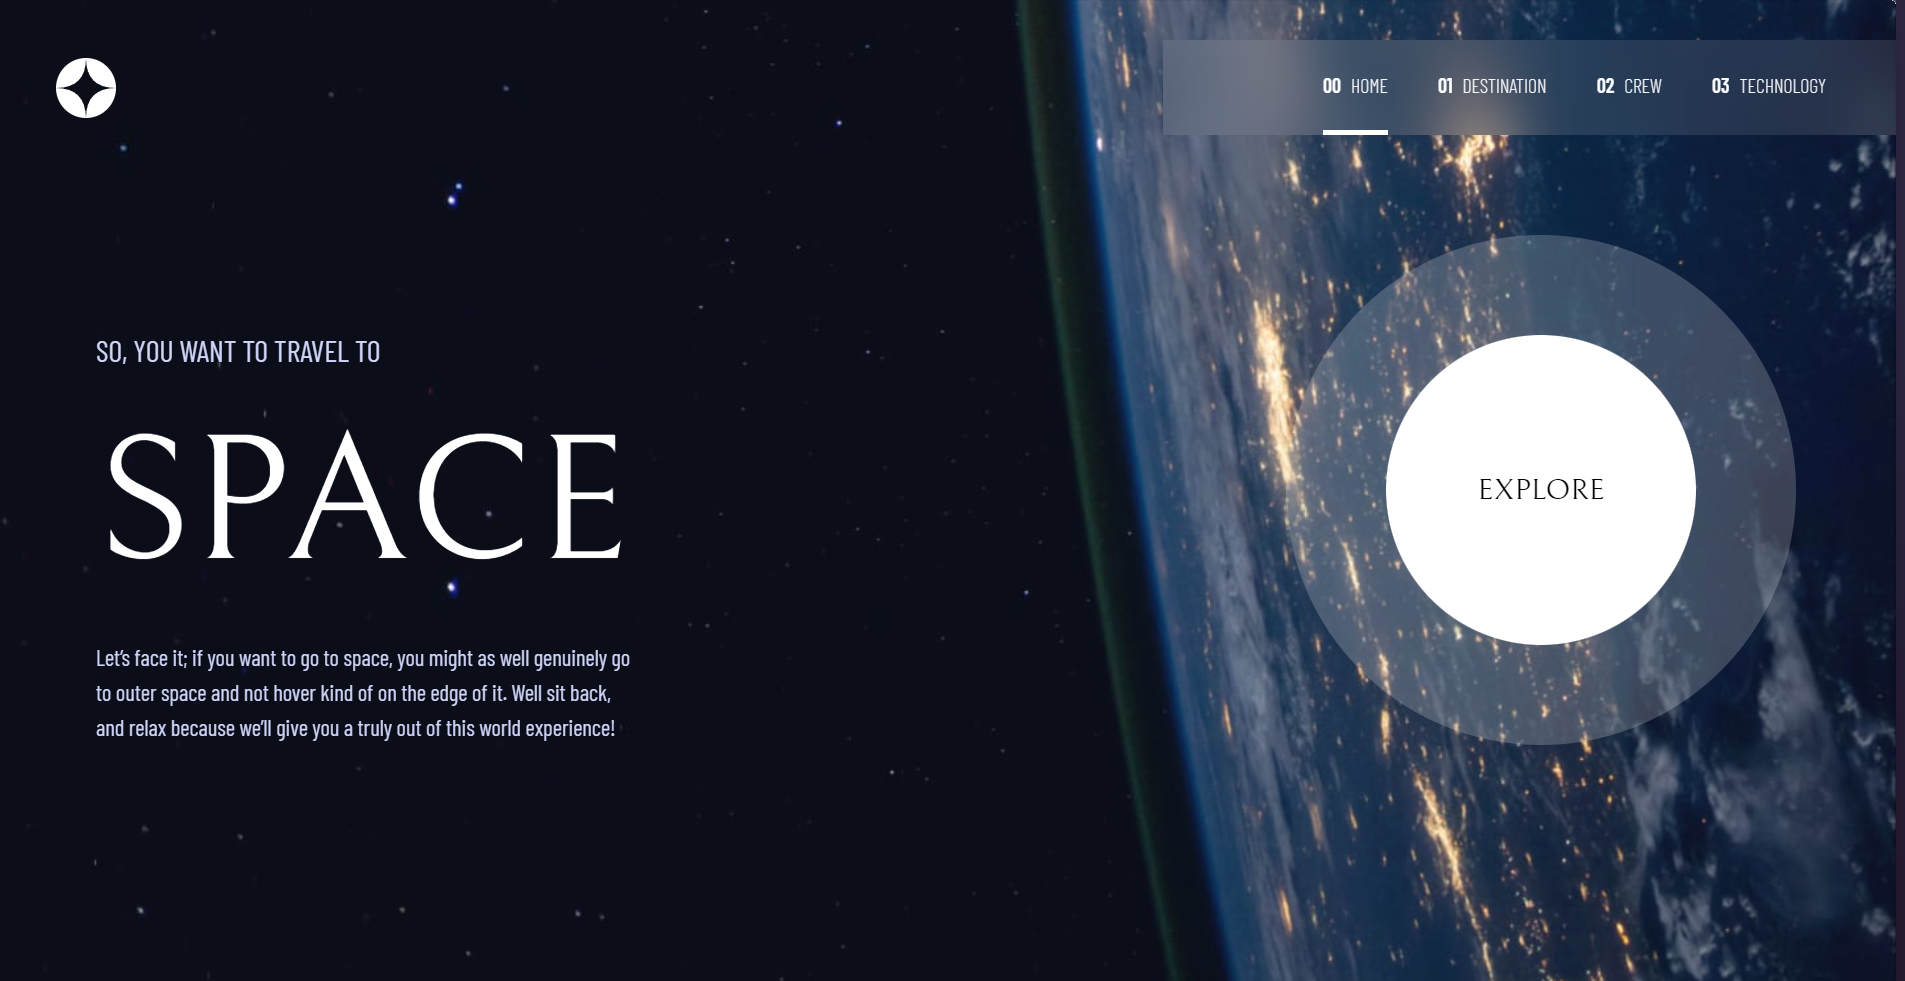 00 HOME 01 DESTINATION 02 CREW 03 TECHNOLOGY
SO, YOU WANT TO TRAVEL TO
SPACE
Let’s face it; if you want to go to space, you might as well genuinely go
to outer space and not hover kind of on the edge of it. Well sit back,
and relax because we’ll give you a truly out of this world experience!
EXPLORE